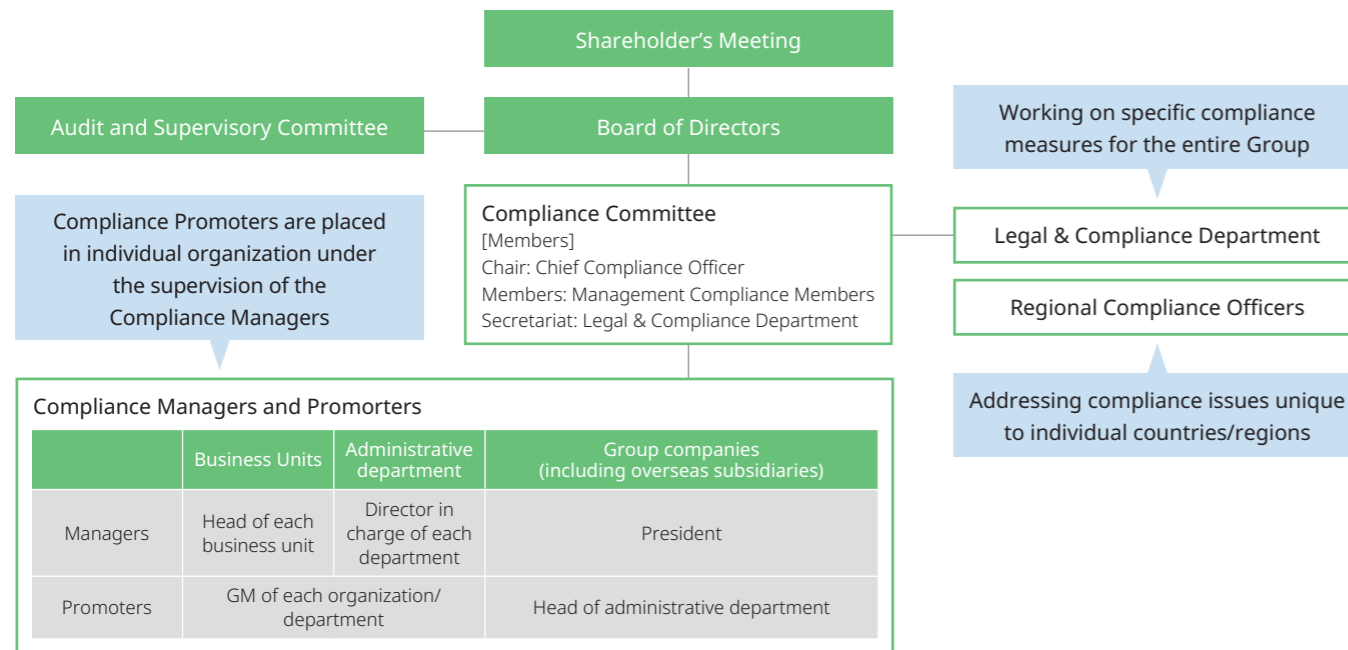 Shareholder’s Meeting
Audit and Supervisory Committee
Board of Directors
Working on specific compliance
measures for the entire Group
Compliance Promoters are placed
in individual organization under
the supervision of the
Compliance Managers
Compliance Committee
[Members]
Chair: Chief Compliance Officer
Members: Management Compliance Members
Secretariat: Legal & Compliance Department
Legal & Compliance Department
Regional Compliance Officers
Addressing compliance issues unique
to individual countries/regions
Compliance Managers and Promorters
Business Units
Administrative
department
Group companies
(including overseas subsidiaries)
Managers
Head of each
business unit
Director in
charge of each
department
President
Promoters
GM of each organization/
department
Head of administrative department